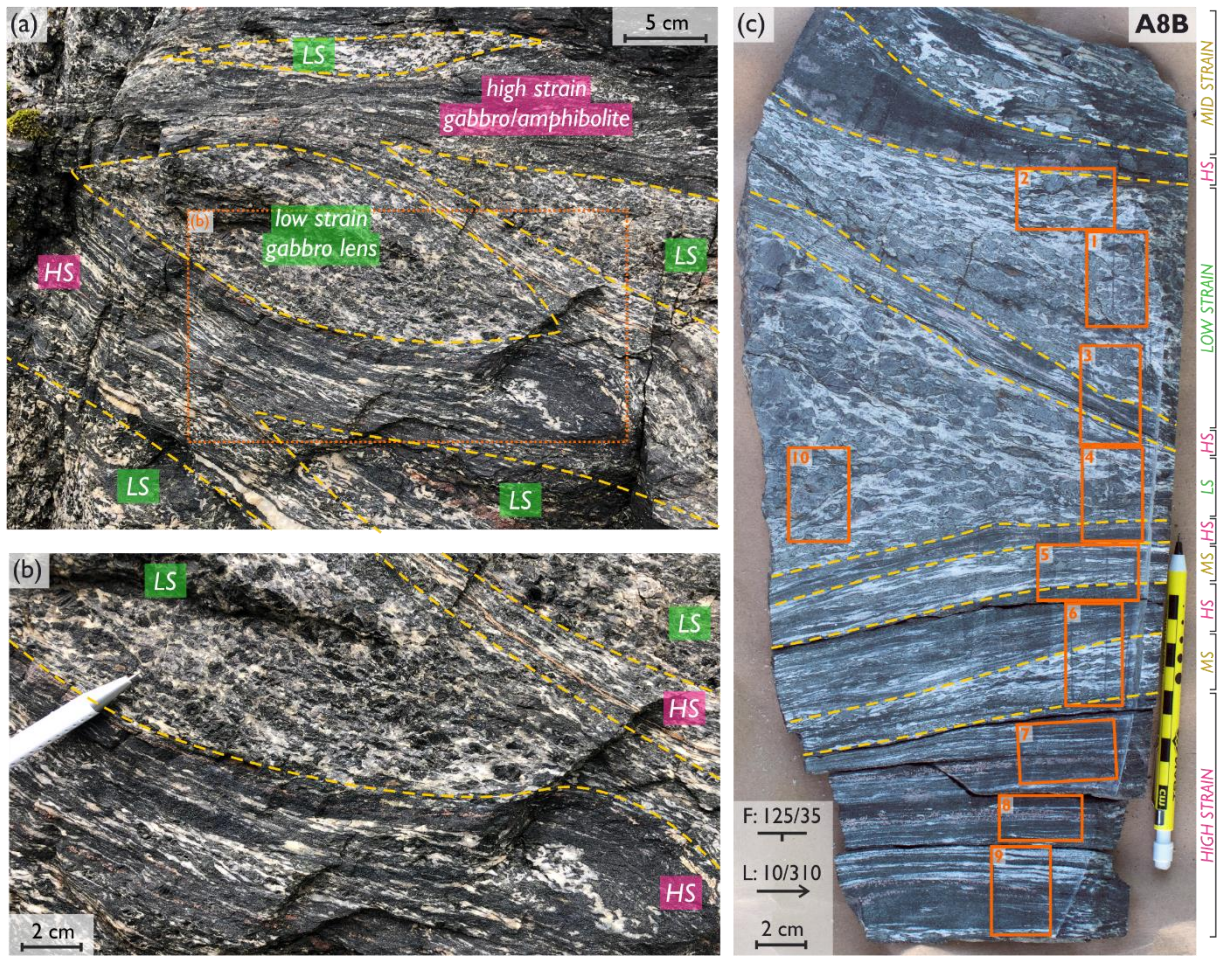 (a)
5 cm
LS
high strain
gabbro/amphibolite
(b)
low strain
gabbro lens
LS
HS
LS
LS
(b)
LS
LS
HS
HS
2 cm
(c)
A8B
2
1
3
10
4
5
6
7
8
9
F: 125/35
L: 10/310
2 cm
MID STRAIN
HS
LOW STRAIN
HS
LS
HS
MS
HS
MS
HIGH STRAIN